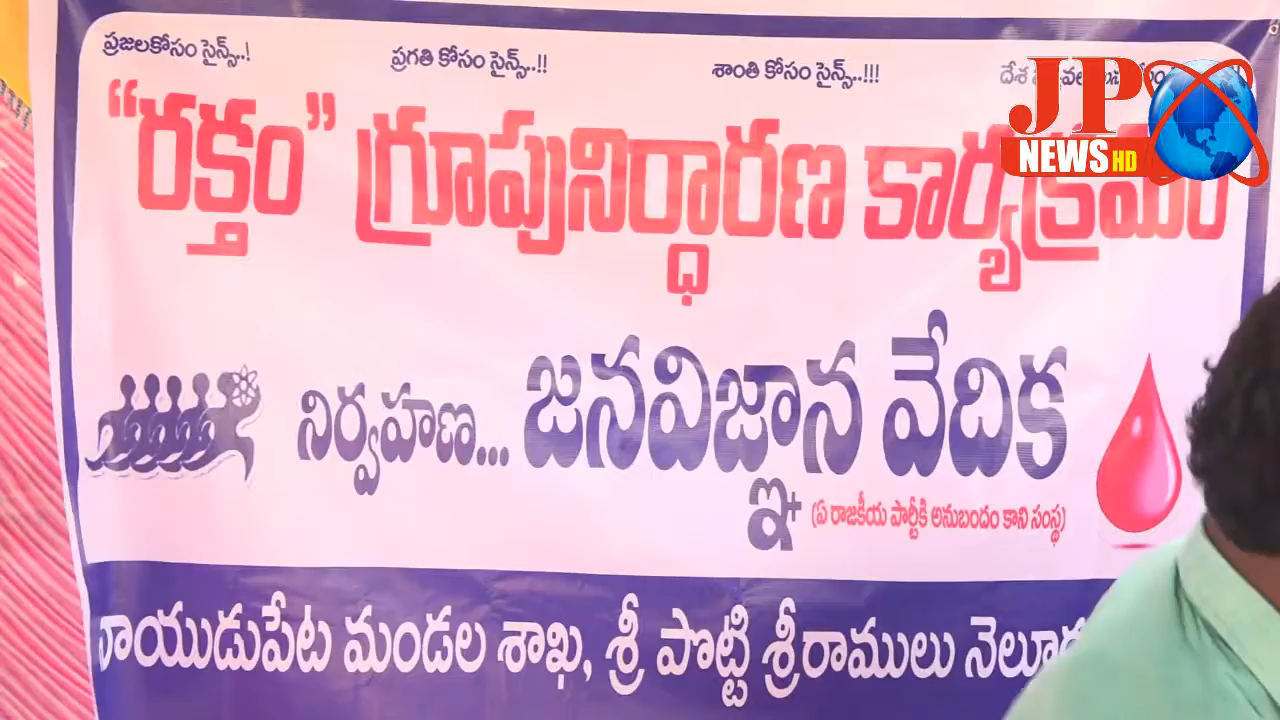 ప్రజలకోసం సైన్స్..! ప్రగతి కోసం సైన్స్..!! శాంతి కోసం సైన్స్..!!! దేశ
JP
NEWS HD
“రక్తం” గ్రూపునిర్ధారణ కార్యక్రమం
నిర్వహణ... జనవిజ్ఞాన వేదిక
(ఏ రాజకీయ పార్టీకి అనుబందం కాని సంస్థ)
నాయుడుపేట మండల శాఖ, శ్రీ పొట్టి శ్రీరాములు